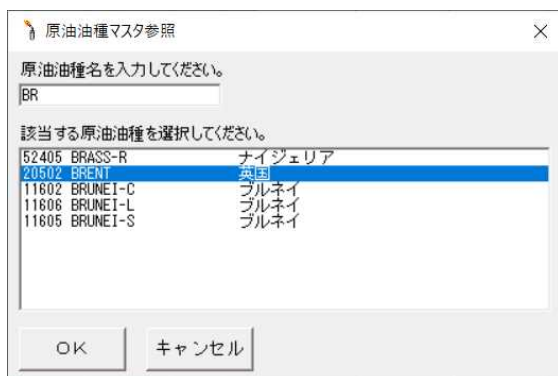 原油油種マスタ参照
原油油種名を入力してください。
BR
該当する原油油種を選択してください。
52405 BRASS-R ナイジェリア
20502 BRENT 英国
11602 BRUNEI-C ブルネイ
11606 BRUNEI-L ブルネイ
11605 BRUNEI-S ブルネイ
OK キャンセル